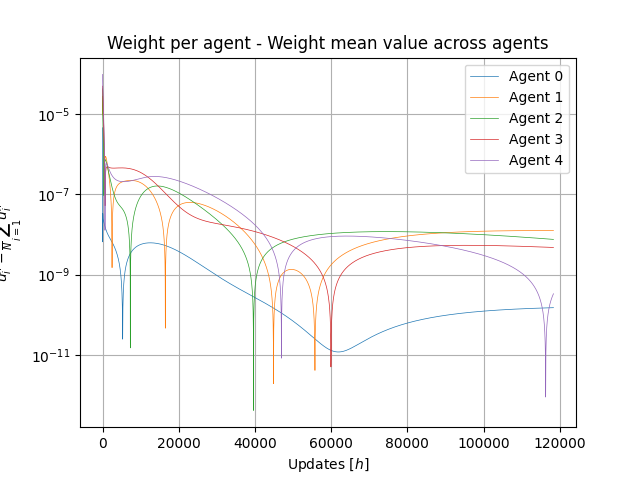 Weight per agent - Weight mean value across agents
Agent 0
Agent 1
Agent 2
Agent 3
Agent 4
10⁻⁵
10⁻⁷
10⁻⁹
10⁻¹¹
0 20000 40000 60000 80000 100000 120000
Updates [h]